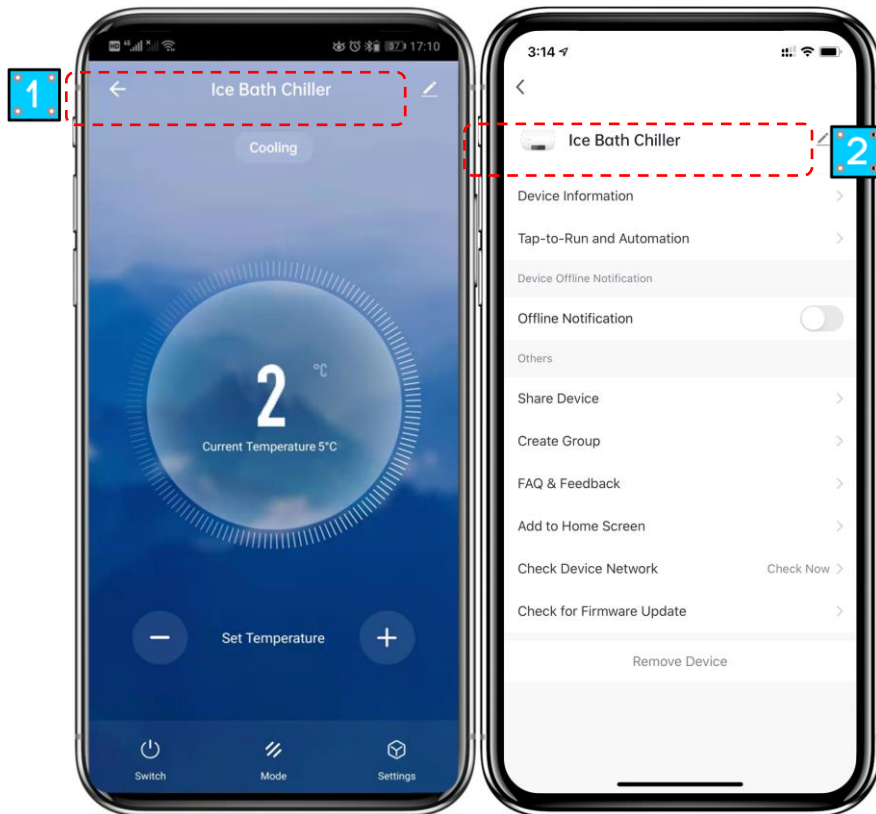 17:10
1
Ice Bath Chiller
Cooling
2 °C
Current Temperature 5°C
Set Temperature
Switch
Mode
Settings
3:14
Ice Bath Chiller
2
Device Information
Tap-to-Run and Automation
Device Offline Notification
Offline Notification
Others
Share Device
Create Group
FAQ & Feedback
Add to Home Screen
Check Device Network
Check Now
Check for Firmware Update
Remove Device